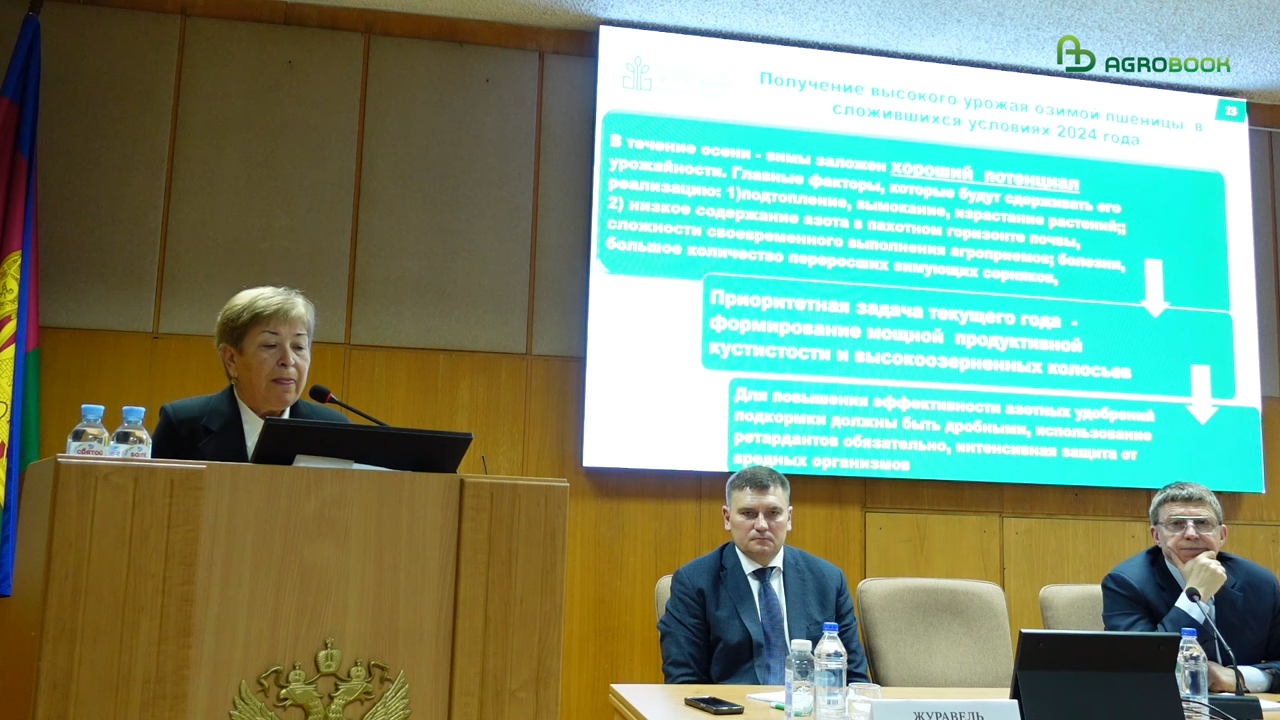 AGROBOOK
Получение высокого урожая озимой пшеницы в
сложившихся условиях 2024 года
23
В течение осени - зимы заложен хороший потенциал
урожайности. Главные факторы, которые будут сдерживать его
реализацию: 1)подтопление, вымокание, израстание растений;;
2) низкое содержание азота в пахотном горизонте почвы,
сложности своевременного выполнения агроприемов; болезни,
большое количество переросших зимующих сорняков,
Приоритетная задача текущего года -
формирование мощной продуктивной
кустистости и высокоозерненных колосьев
Для повышения эффективности азотных удобрений
подкормки должны быть дробными, использование
ретардантов обязательно, интенсивная защита от
вредных организмов
ЖУРАВЕЛЬ